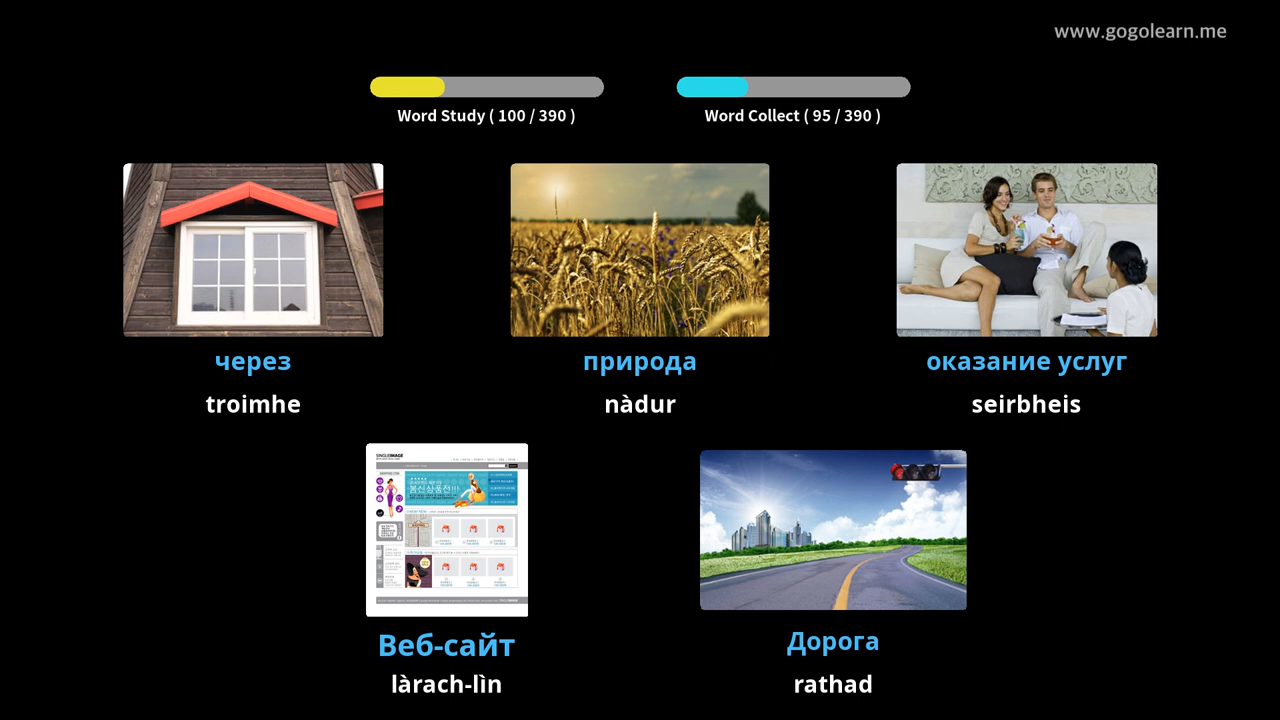 www.gogolearn.me
Word Study ( 100 / 390 )
Word Collect ( 95 / 390 )
через
природа
оказание услуг
troimhe
nàdur
seirbheis
Веб-сайт
Дорога
làrach-lìn
rathad